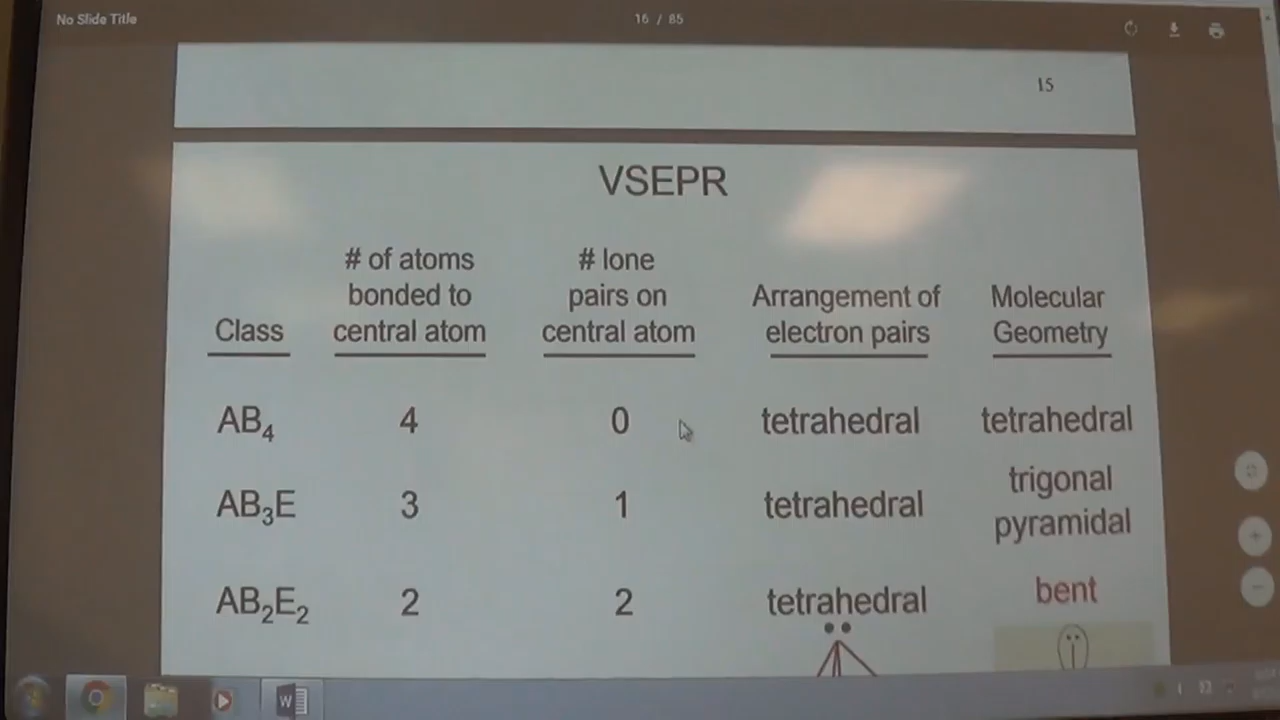 No Slide Title
16 / 85
15
VSEPR
# of atoms
bonded to
central atom
# lone
pairs on
central atom
Arrangement of
electron pairs
Molecular
Geometry
Class
AB₄ 4 0 tetrahedral tetrahedral
AB₃E 3 1 tetrahedral trigonal
pyramidal
AB₂E₂ 2 2 tetrahedral bent
W